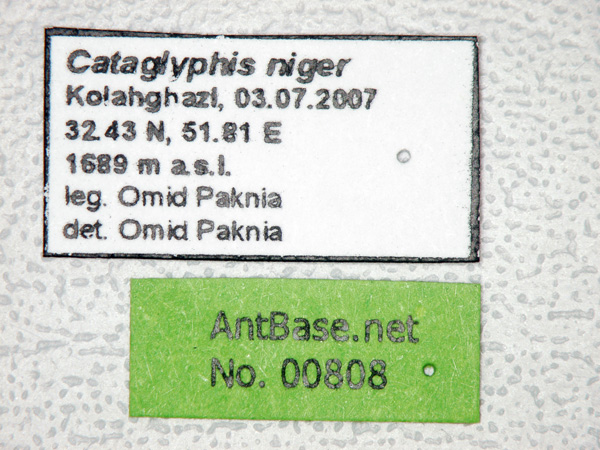 Cataglyphis niger
Kolahghazi, 03.07.2007
32.43 N, 51.81 E
1689 m a.s.l.
leg. Omid Paknia
det. Omid Paknia
AntBase.net
No. 00808